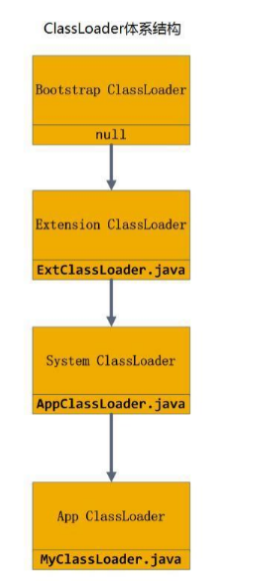 ClassLoader体系结构
Bootstrap ClassLoader
null
Extension ClassLoader
ExtClassLoader.java
System ClassLoader
AppClassLoader.java
App ClassLoader
MyClassLoader.java